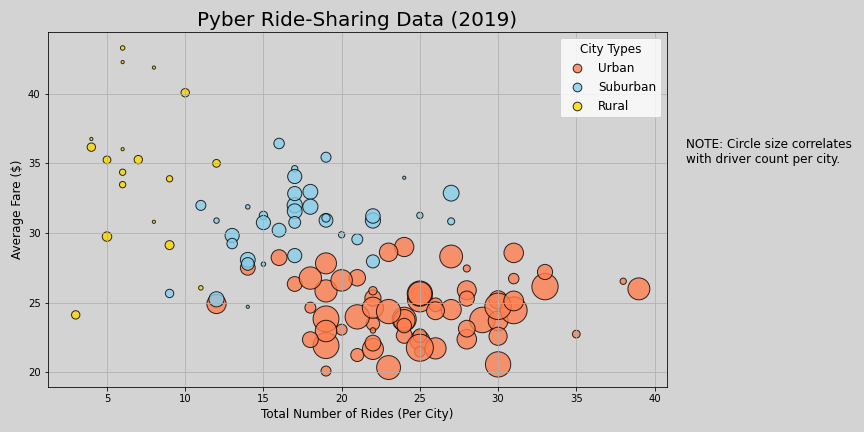 Pyber Ride-Sharing Data (2019)
City Types
Urban
Suburban
Rural
NOTE: Circle size correlates
with driver count per city.
Average Fare ($)
40
35
30
25
20
5 10 15 20 25 30 35 40
Total Number of Rides (Per City)